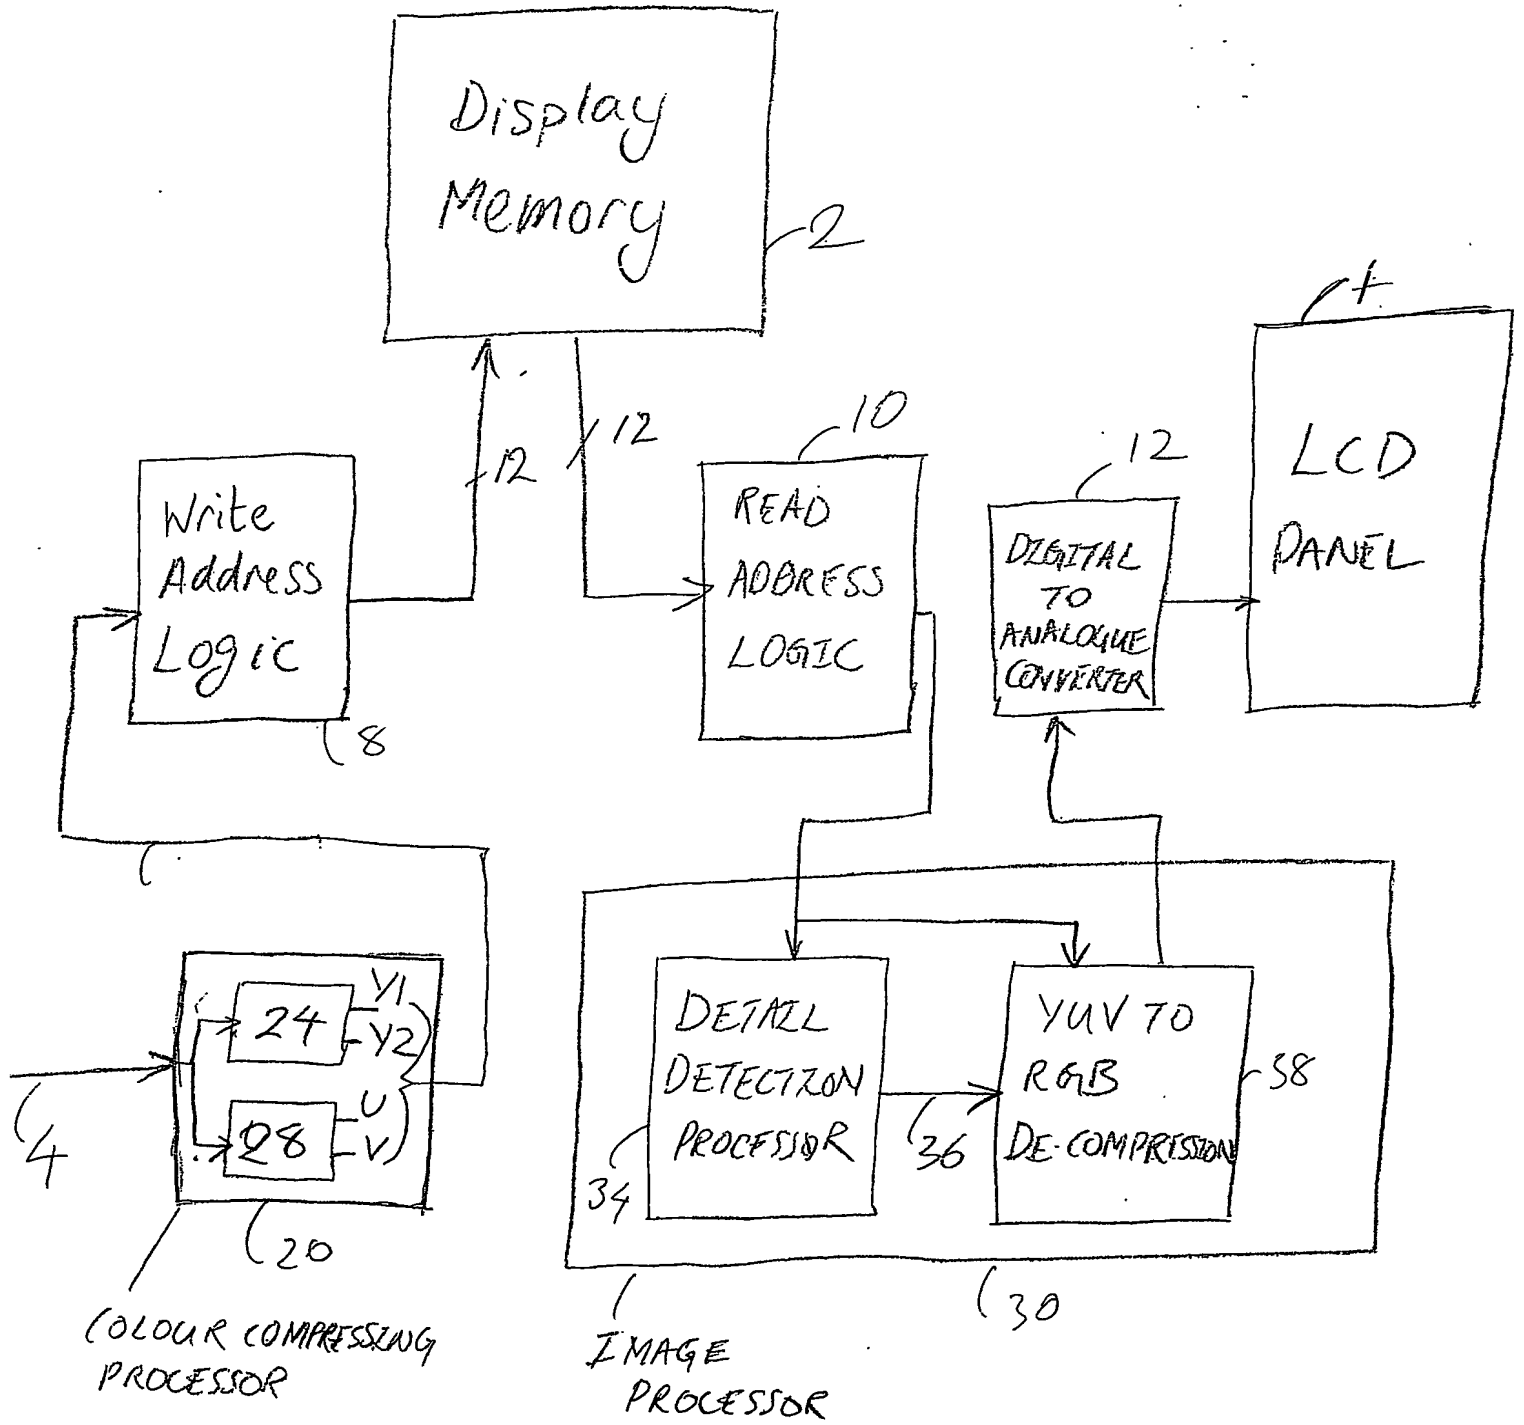 Display
Memory
2
12
12
Write
Address
Logic
8
10
READ
ADDRESS
LOGIC
12
DIGITAL
TO
ANALOGUE
CONVERTER
LCD
PANEL
4
24
Y1
Y2
28
U
V
20
COLOUR COMPRESSING
PROCESSOR
DETAIL
DETECTION
PROCESSOR
34
36
YUV TO
RGB
DE-COMPRESSION
38
30
IMAGE
PROCESSOR